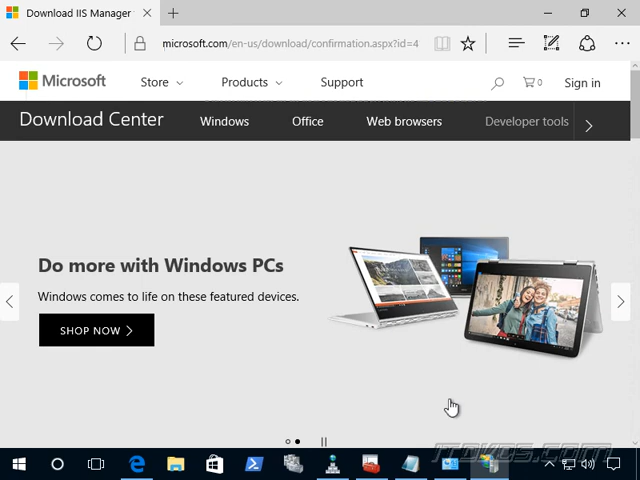 Download IIS Manager
microsoft.com/en-us/download/confirmation.aspx?id=4
Microsoft
Store
Products
Support
0
Sign in
Download Center
Windows
Office
Web browsers
Developer tools
Do more with Windows PCs
Windows comes to life on these featured devices.
SHOP NOW
ITdocs.com